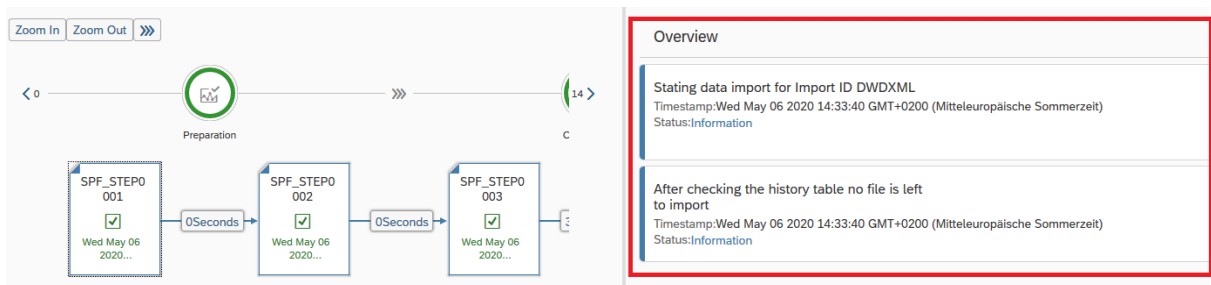 Zoom In Zoom Out
0
14
Preparation
C
SPF_STEP0
001
Wed May 06
2020...
0Seconds
SPF_STEP0
002
Wed May 06
2020...
0Seconds
SPF_STEP0
003
Wed May 06
2020...
Overview
Stating data import for Import ID DWDXML
Timestamp:Wed May 06 2020 14:33:40 GMT+0200 (Mitteleuropäische Sommerzeit)
Status:Information
After checking the history table no file is left
to import
Timestamp:Wed May 06 2020 14:33:40 GMT+0200 (Mitteleuropäische Sommerzeit)
Status:Information